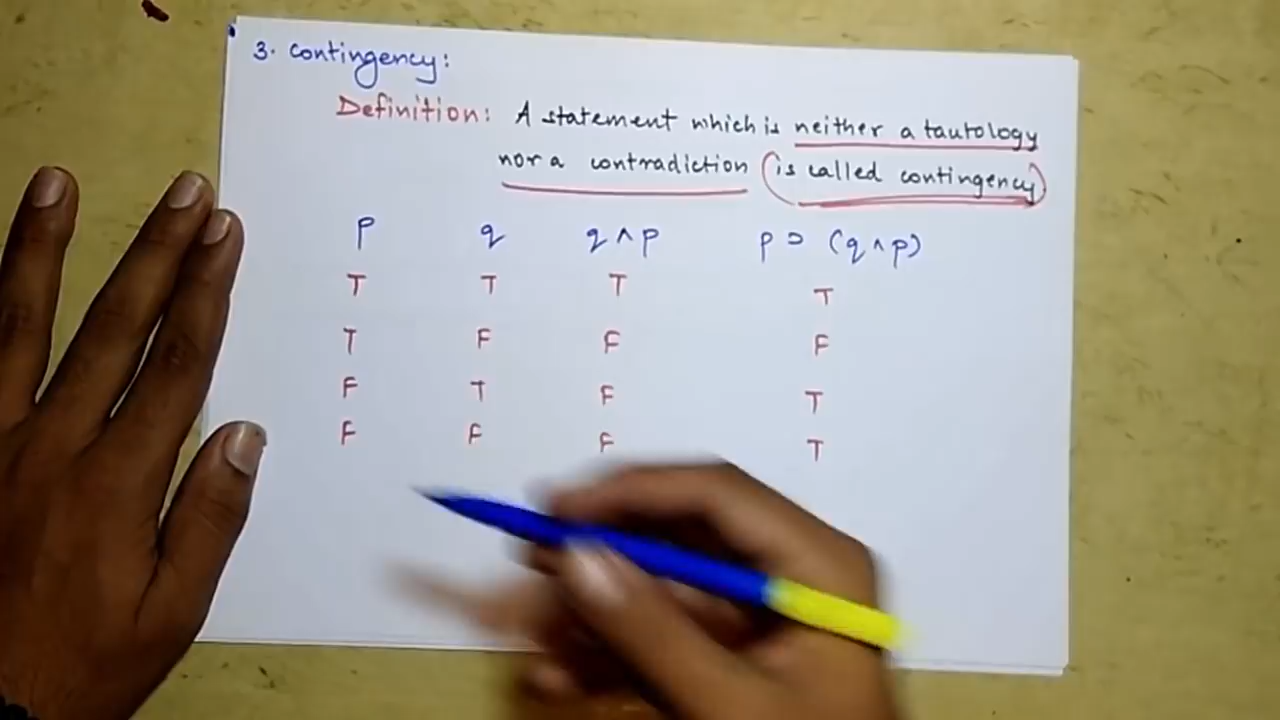 3. Contingency:
Definition: A statement which is neither a tautology
nor a contradiction (is called contingency)
p q q ∧ p p ⊃ (q ∧ p)
T T T T
T F F F
F T F T
F F F T